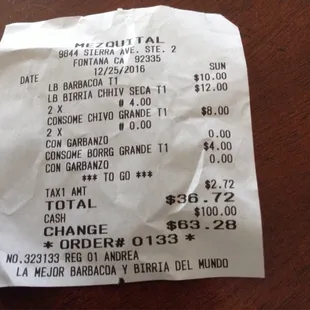 MEZQUITAL
9844 SIERRA AVE. STE. 2
FONTANA CA 92335
DATE 12/25/2016 SUN
LB BARBACOA T1 $10.00
LB BIRRIA CHHIV SECA T1 $12.00
2 X # 4.00
CONSOME CHIVO GRANDE T1 $8.00
2 X # 0.00
CON GARBANZO 0.00
CONSOME BORRG GRANDE T1 $4.00
CON GARBANZO 0.00
*** TO GO ***
TAX1 AMT $2.72
TOTAL $36.72
CASH $100.00
CHANGE $63.28
* ORDER# 0133 *
NO.323133 REG 01 ANDREA
LA MEJOR BARBACOA Y BIRRIA DEL MUNDO